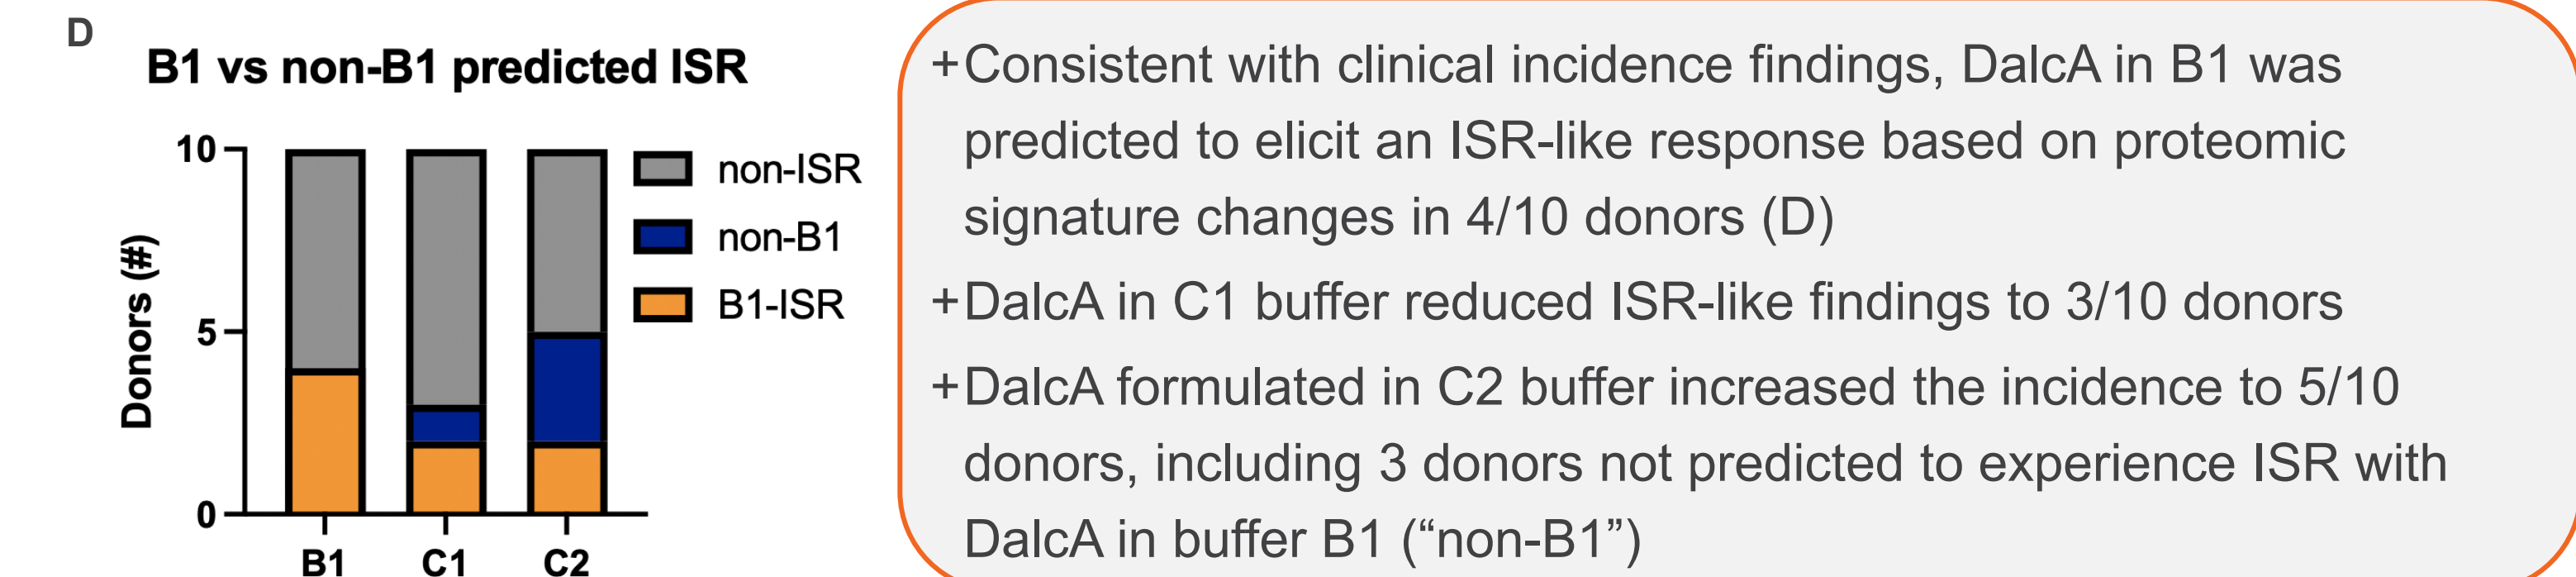 D
B1 vs non-B1 predicted ISR
10
5
0
Donors (#)
B1
C1
C2
non-ISR
non-B1
B1-ISR
+Consistent with clinical incidence findings, DalcA in B1 was
predicted to elicit an ISR-like response based on proteomic
signature changes in 4/10 donors (D)
+DalcA in C1 buffer reduced ISR-like findings to 3/10 donors
+DalcA formulated in C2 buffer increased the incidence to 5/10
donors, including 3 donors not predicted to experience ISR with
DalcA in buffer B1 (“non-B1”)